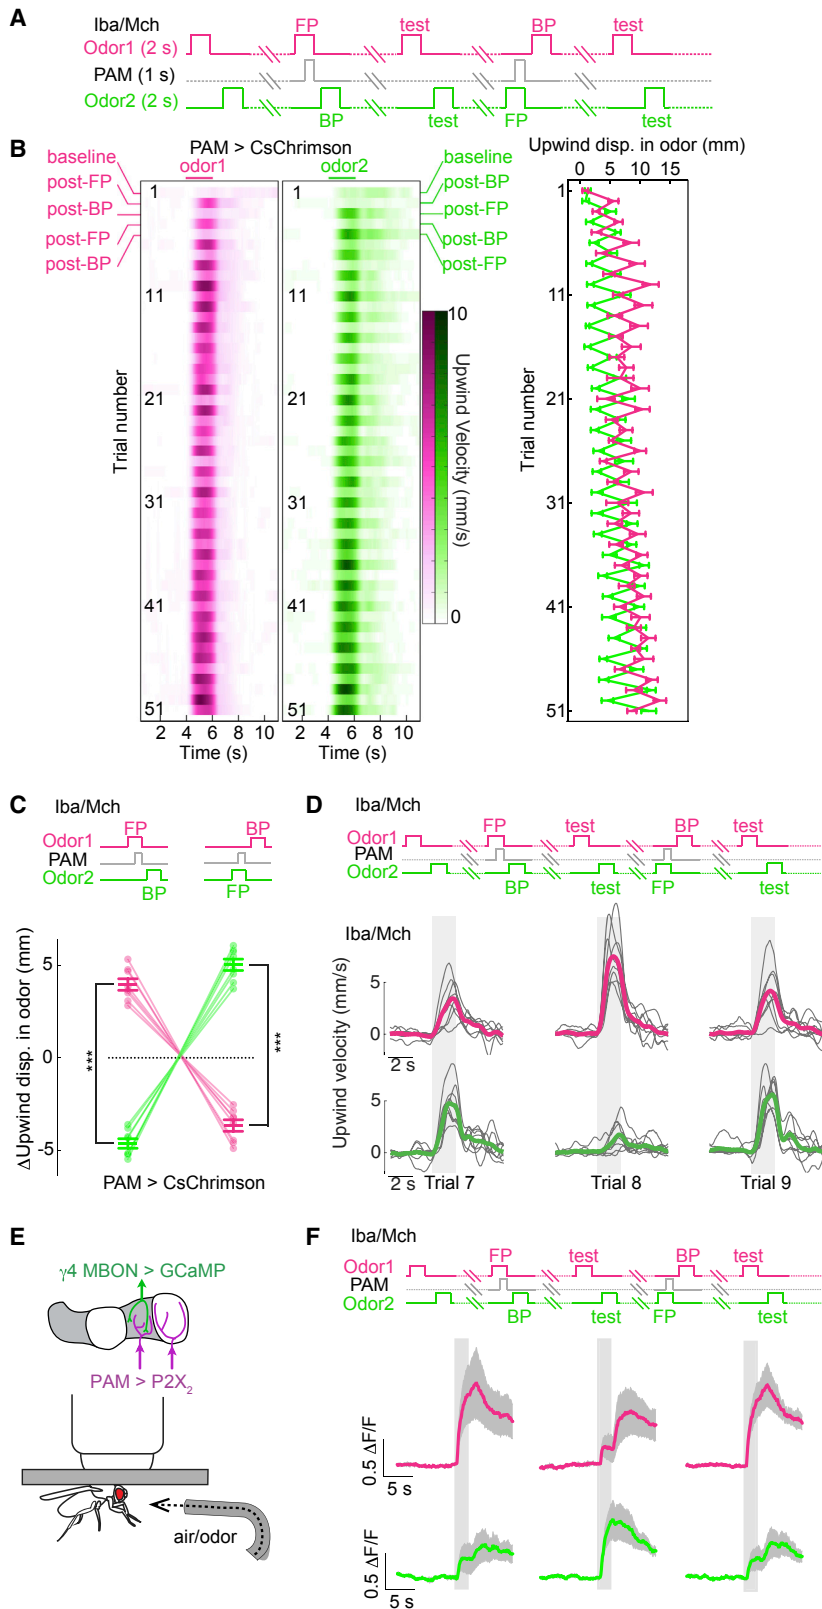 A
Iba/Mch
FP
test
BP
test
Odor1 (2 s)
PAM (1 s)
Odor2 (2 s)
BP
test
FP
test
B
PAM > CsChrimson
Upwind disp. in odor (mm)
baseline
odor1
odor2
baseline
post-FP
post-BP
post-BP
post-FP
post-FP
post-BP
post-BP
post-FP
0 5 10 15
1
1
1
11
11
11
21
21
21
31
31
31
41
41
41
51
51
51
Trial number
10
Upwind Velocity (mm/s)
0
Trial number
2 4 6 8 10
2 4 6 8 10
Time (s)
Time (s)
C
Iba/Mch
FP
BP
Odor1
PAM
Odor2
BP
FP
ΔUpwind disp. in odor (mm)
5
0
-5
***
***
PAM > CsChrimson
D
Iba/Mch
FP
test
BP
test
Odor1
PAM
Odor2
BP
test
FP
test
Iba/Mch
Upwind velocity (mm/s)
5
0
2 s
5
0
2 s
Trial 7
Trial 8
Trial 9
E
γ4 MBON > GCaMP
PAM > P2X2
air/odor
F
Iba/Mch
FP
test
BP
test
Odor1
PAM
Odor2
BP
test
FP
test
0.5 ΔF/F
5 s
0.5 ΔF/F
5 s